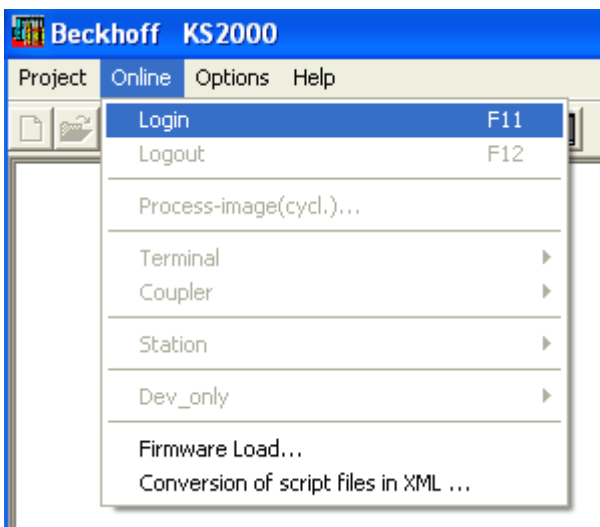 Beckhoff KS2000
Project Online Options Help
Login F11
Logout F12
Process-image(cycl.)...
Terminal
Coupler
Station
Dev_only
Firmware Load...
Conversion of script files in XML ...